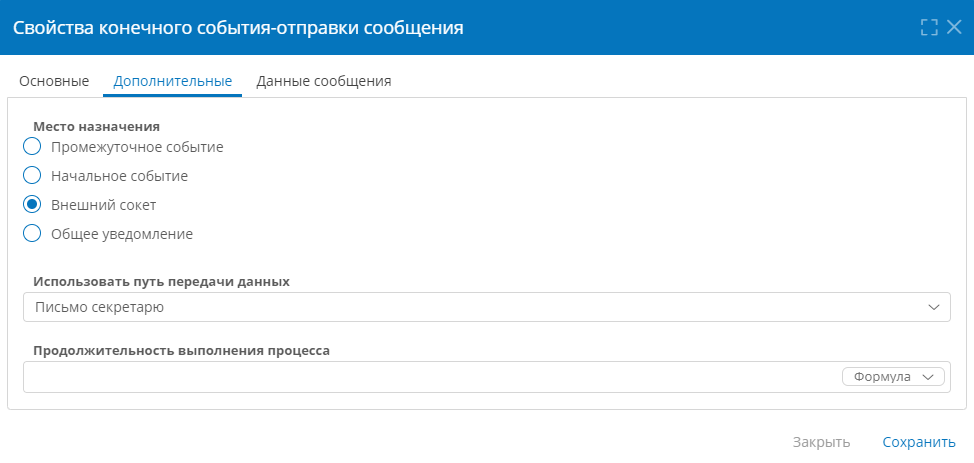 Свойства конечного события-отправки сообщения
Основные Дополнительные Данные сообщения
Место назначения
Промежуточное событие
Начальное событие
Внешний сокет
Общее уведомление
Использовать путь передачи данных
Письмо секретарю
Продолжительность выполнения процесса
Формула
Закрыть Сохранить